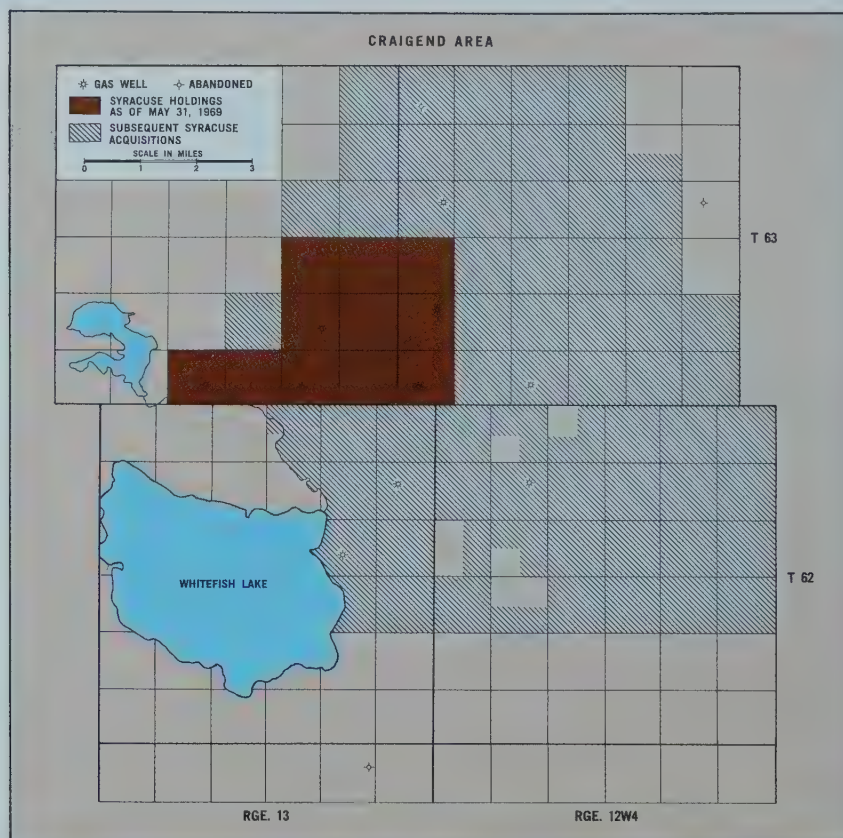 CRAIGEND AREA
GAS WELL ABANDONED
SYRACUSE HOLDINGS
AS OF MAY 31, 1969
SUBSEQUENT SYRACUSE
ACQUISITIONS
SCALE IN MILES
0 1 2 3
T 63
WHITEFISH LAKE
T 62
RGE. 13 RGE. 12W4